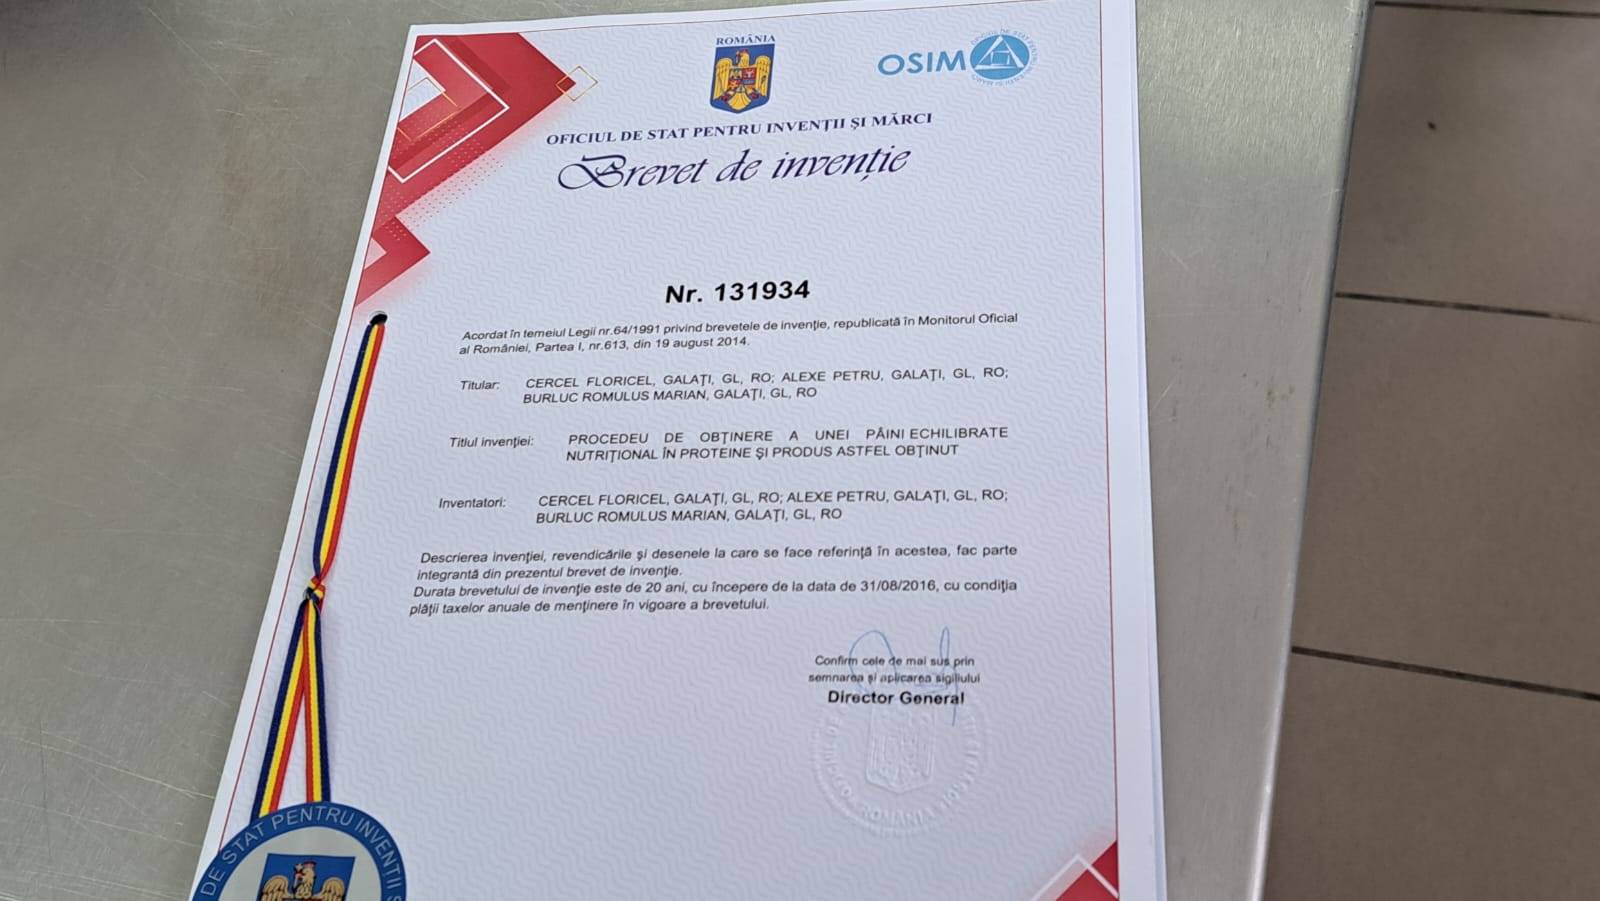 ROMÂNIA
OSIM
OFICIUL DE STAT PENTRU INVENȚII ȘI MĂRCI
Brevet de invenție
Nr. 131934
Acordat în temeiul Legii nr.64/1991 privind brevetele de invenție, republicată în Monitorul Oficial
al României, Partea I, nr.613, din 19 august 2014.
Titular: CERCEL FLORICEL, GALAȚI, GL, RO; ALEXE PETRU, GALAȚI, GL, RO;
BURLUC ROMULUS MARIAN, GALAȚI, GL, RO
Titlul invenției: PROCEDEU DE OBȚINERE A UNEI PÂINI ECHILIBRATE
NUTRIȚIONAL ÎN PROTEINE ȘI PRODUS ASTFEL OBȚINUT
Inventatori: CERCEL FLORICEL, GALAȚI, GL, RO; ALEXE PETRU, GALAȚI, GL, RO;
BURLUC ROMULUS MARIAN, GALAȚI, GL, RO
Descrierea invenției, revendicările și desenele la care se face referință în acestea, fac parte
integrantă din prezentul brevet de invenție.
Durata brevetului de invenție este de 20 ani, cu începere de la data de 31/08/2016, cu condiția
plății taxelor anuale de menținere în vigoare a brevetului.
Confirm cele de mai sus prin
semnarea și aplicarea sigiliului
Director General
ROMANIA
DE STAT PENTRU INVENȚII